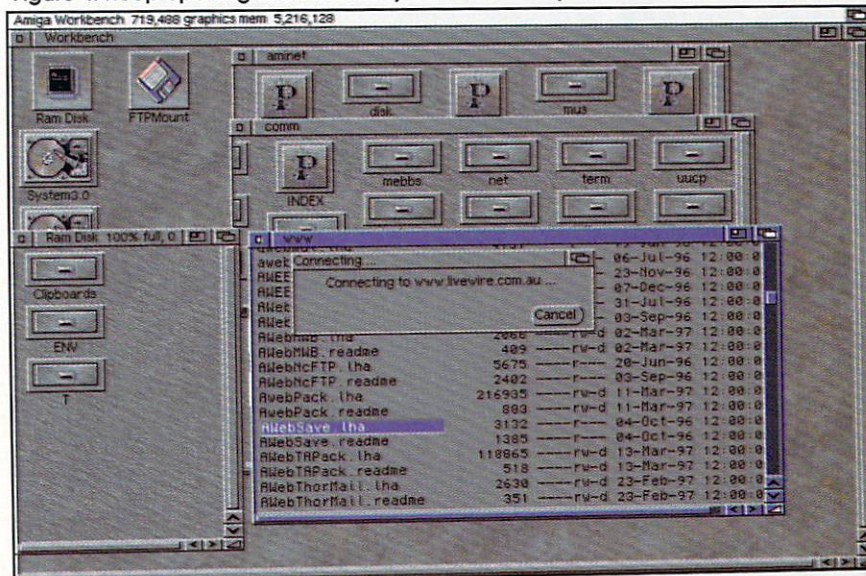 Amiga Workbench 719,488 graphics mem 5,216,128
Workbench
Ram Disk
FTPMount
System3.0
aminet
P
disk
P
mus
P
comm
P
INDEX
mebbs
net
term
uucp
Ram Disk 100% full, 0
Clipboards
ENV
T
www
06-Jul-96 12:00:0
23-Nov-96 12:00:0
07-Dec-96 12:00:0
31-Jul-96 12:00:0
03-Sep-96 12:00:0
Connecting ...
Connecting to www.livewire.com.au ...
Cancel
AWebMWB.lha 2066 ----rw-d 02-Mar-97 12:00:0
AWebMWB.readme 409 ----rw-d 02-Mar-97 12:00:0
AWebNcFTP.lha 5675 ----r--- 20-Jun-96 12:00:0
AWebNcFTP.readme 2402 ----r--- 03-Sep-96 12:00:0
AWebPack.lha 216935 ----rw-d 11-Mar-97 12:00:0
AWebPack.readme 883 ----rw-d 11-Mar-97 12:00:0
AWebSave.lha 3132 ----r--- 04-Oct-96 12:00:0
AWebSave.readme 1385 ----r--- 04-Oct-96 12:00:0
AWebTAPack.lha 110865 ----rw-d 13-Mar-97 12:00:0
AWebTAPack.readme 518 ----rw-d 13-Mar-97 12:00:0
AWebThorMail.lha 2630 ----rw-d 23-Feb-97 12:00:0
AWebThorMail.readme 351 ----rw-d 23-Feb-97 12:00:0